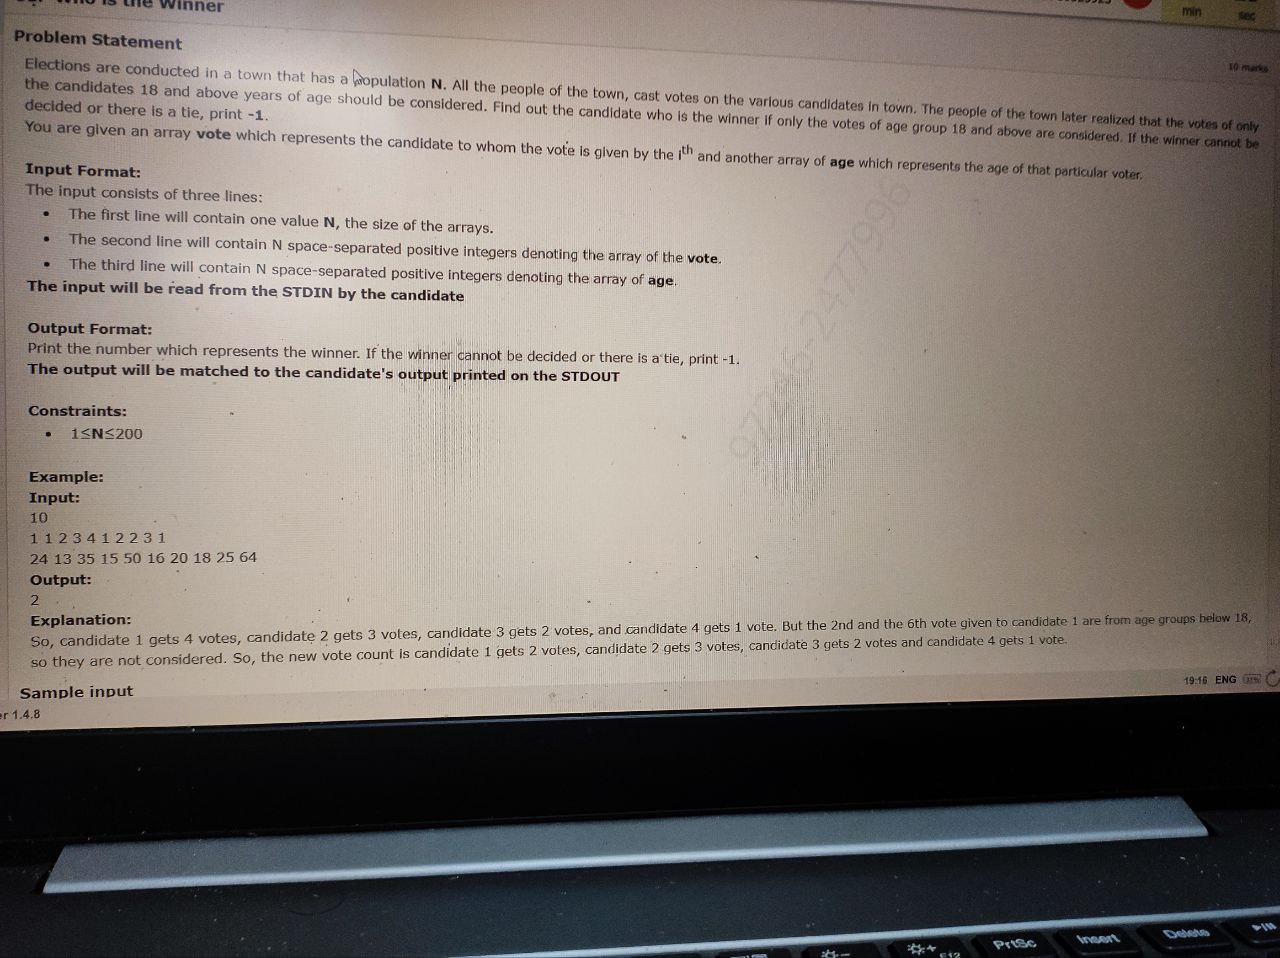 Who is the Winner
min
sec
Problem Statement
10 marks
Elections are conducted in a town that has a population N. All the people of the town, cast votes on the various candidates in town. The people of the town later realized that the votes of only
the candidates 18 and above years of age should be considered. Find out the candidate who is the winner if only the votes of age group 18 and above are considered. If the winner cannot be
decided or there is a tie, print -1.
You are given an array vote which represents the candidate to whom the vote is given by the ith and another array of age which represents the age of that particular voter.
Input Format:
The input consists of three lines:
• The first line will contain one value N, the size of the arrays.
• The second line will contain N space-separated positive integers denoting the array of the vote.
• The third line will contain N space-separated positive integers denoting the array of age.
The input will be read from the STDIN by the candidate
Output Format:
Print the number which represents the winner. If the winner cannot be decided or there is a tie, print -1.
The output will be matched to the candidate's output printed on the STDOUT
Constraints:
• 1≤N≤200
Example:
Input:
10
1 1 2 3 4 1 2 2 3 1
24 13 35 15 50 16 20 18 25 64
Output:
2
Explanation:
So, candidate 1 gets 4 votes, candidate 2 gets 3 votes, candidate 3 gets 2 votes, and candidate 4 gets 1 vote. But the 2nd and the 6th vote given to candidate 1 are from age groups below 18,
so they are not considered. So, the new vote count is candidate 1 gets 2 votes, candidate 2 gets 3 votes, candidate 3 gets 2 votes and candidate 4 gets 1 vote.
Sample input
19:16 ENG
er 1.4.8
F12
PrtSc
Insert
Delete